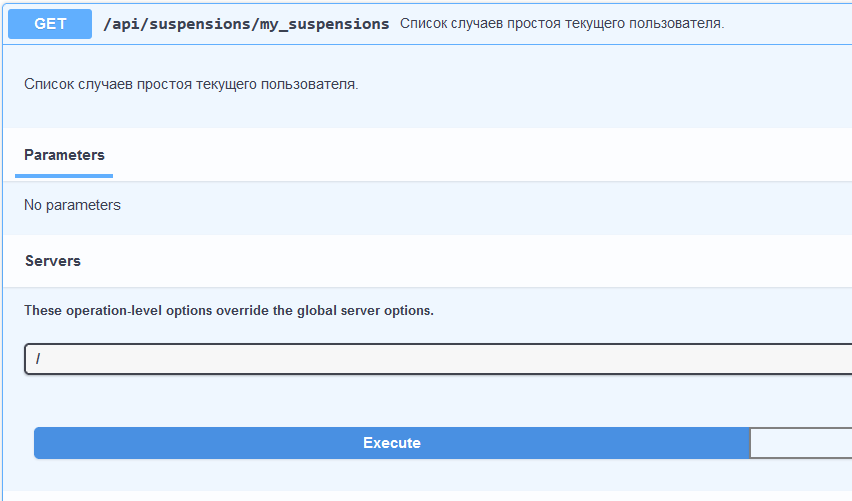 GET /api/suspensions/my_suspensions Список случаев простоя текущего пользователя.
Список случаев простоя текущего пользователя.
Parameters
No parameters
Servers
These operation-level options override the global server options.
/
Execute